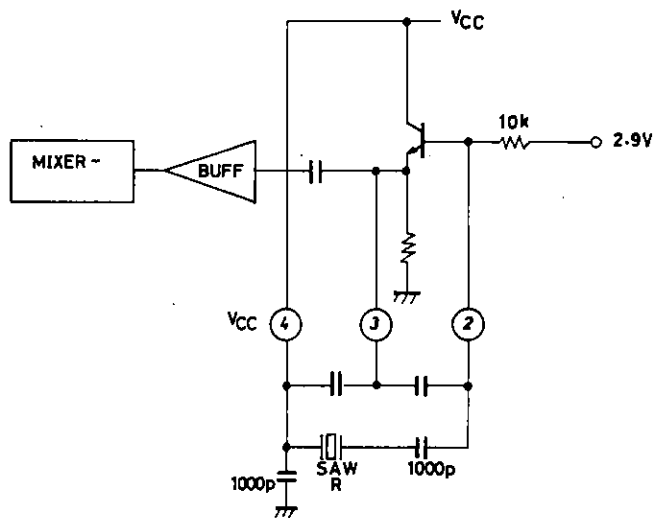 VCC
10k
2.9V
MIXER ~
BUFF
VCC
4
3
2
1000p
SAW
R
1000p